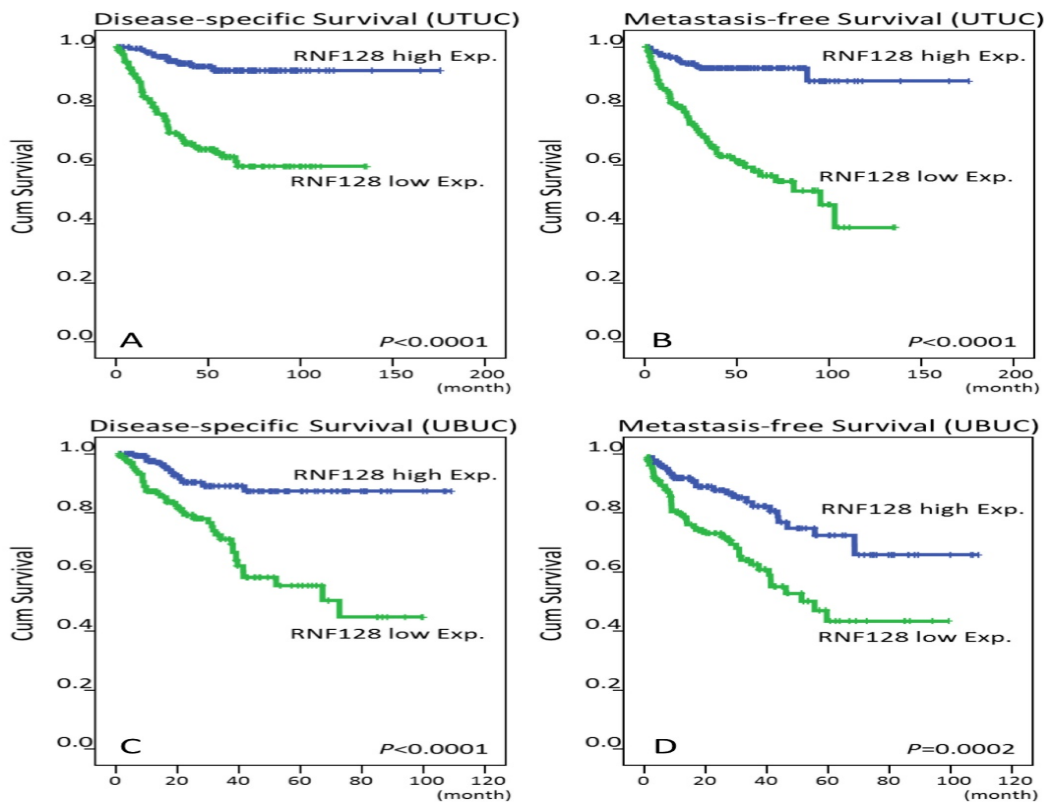 Disease-specific Survival (UTUC)
Cum Survival
1.0
0.8
0.6
0.4
0.2
0.0
RNF128 high Exp.
RNF128 low Exp.
A
P<0.0001
0 50 100 150 200
(month)
Metastasis-free Survival (UTUC)
Cum Survival
1.0
0.8
0.6
0.4
0.2
0.0
RNF128 high Exp.
RNF128 low Exp.
B
P<0.0001
0 50 100 150 200
(month)
Disease-specific Survival (UBUC)
Cum Survival
1.0
0.8
0.6
0.4
0.2
0.0
RNF128 high Exp.
RNF128 low Exp.
C
P<0.0001
0 20 40 60 80 100 120
(month)
Metastasis-free Survival (UBUC)
Cum Survival
1.0
0.8
0.6
0.4
0.2
0.0
RNF128 high Exp.
RNF128 low Exp.
D
P=0.0002
0 20 40 60 80 100 120
(month)